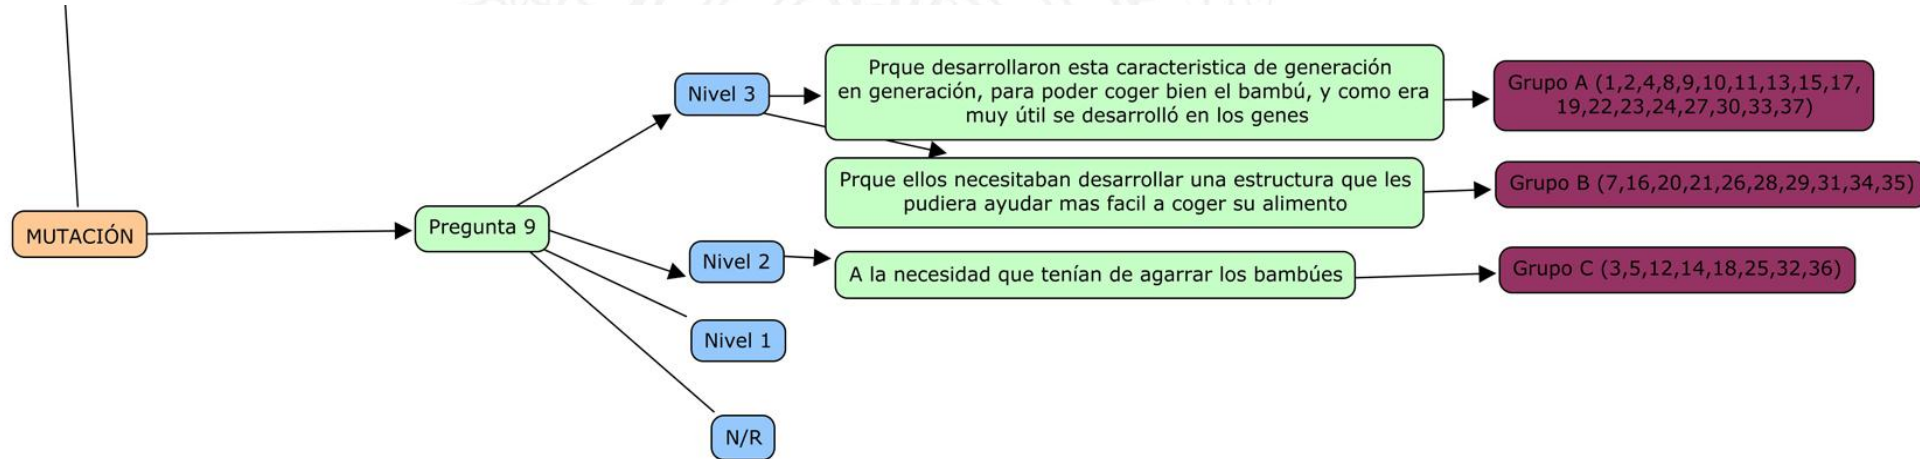 MUTACIÓN
Pregunta 9
Nivel 3
Prque desarrollaron esta caracteristica de generación
en generación, para poder coger bien el bambú, y como era
muy útil se desarrolló en los genes
Grupo A (1,2,4,8,9,10,11,13,15,17,
19,22,23,24,27,30,33,37)
Prque ellos necesitaban desarrollar una estructura que les
pudiera ayudar mas facil a coger su alimento
Grupo B (7,16,20,21,26,28,29,31,34,35)
Nivel 2
A la necesidad que tenían de agarrar los bambúes
Grupo C (3,5,12,14,18,25,32,36)
Nivel 1
N/R